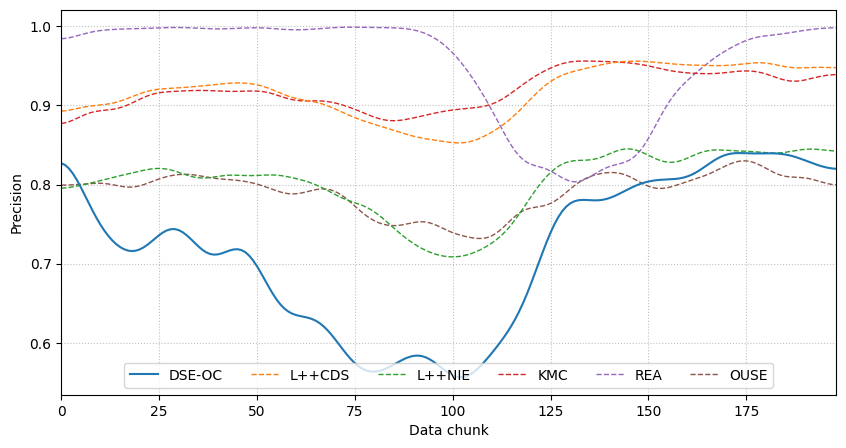 1.0
0.9
0.8
0.7
0.6
Precision
DSE-OC L++CDS L++NIE KMC REA OUSE
0 25 50 75 100 125 150 175
Data chunk